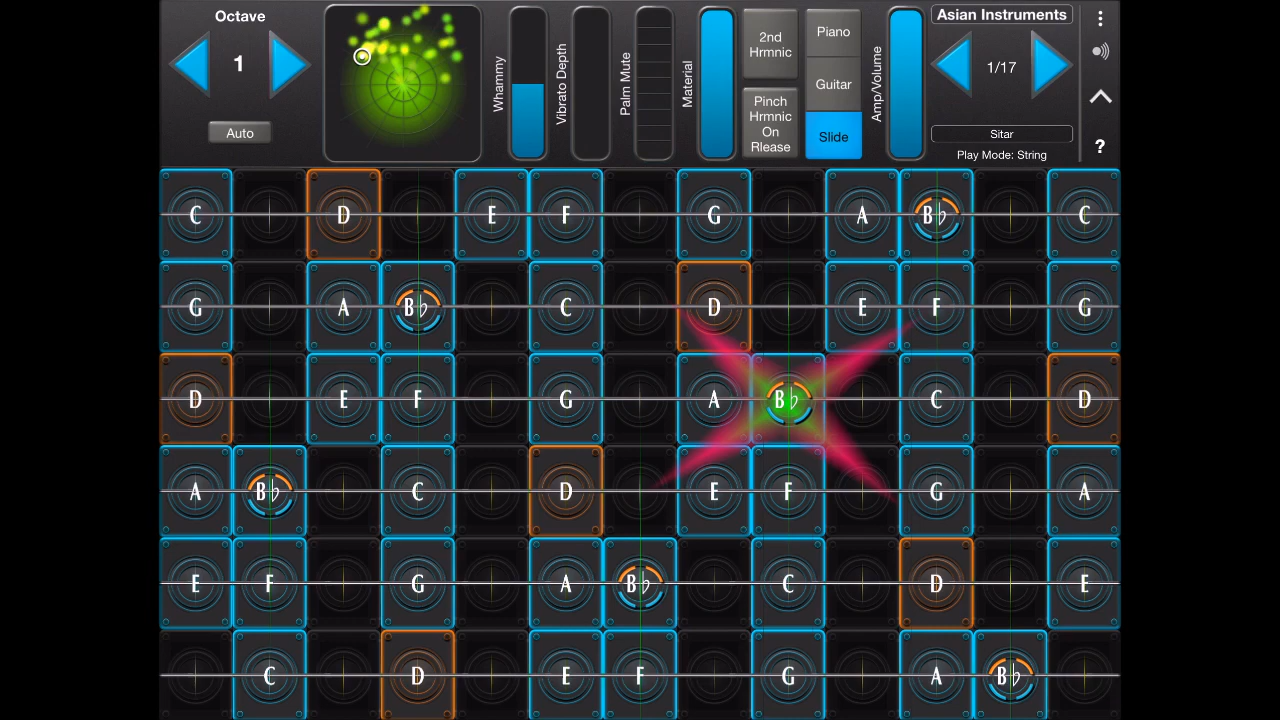 Octave
1
Auto
Whammy
Vibrato Depth
Palm Mute
Material
2nd
Hrmnic
Pinch
Hrmnic
On
Rlease
Piano
Guitar
Slide
Amp/Volume
Asian Instruments
1/17
Sitar
Play Mode: String
?
C D E F G A B♭ C
G A B♭ C D E F G
D E F G A B♭ C D
A B♭ C D E F G A
E F G A B♭ C D E
C D E F G A B♭